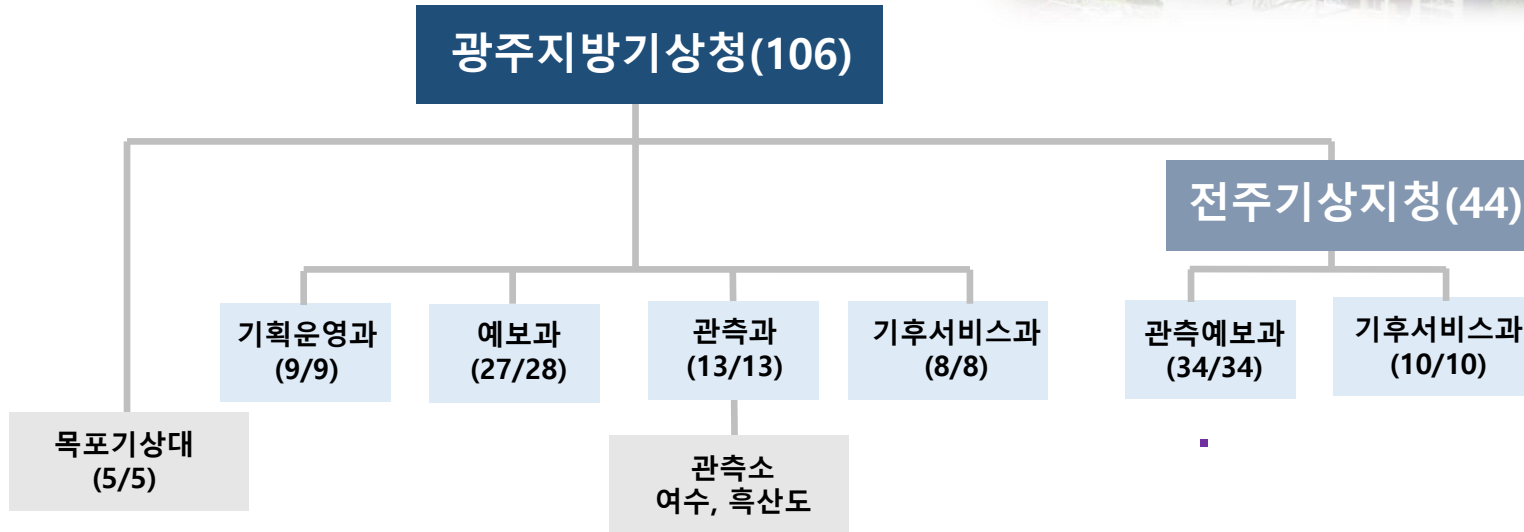 광주지방기상청(106)
전주기상지청(44)
기획운영과
(9/9)
예보과
(27/28)
관측과
(13/13)
기후서비스과
(8/8)
관측예보과
(34/34)
기후서비스과
(10/10)
목포기상대
(5/5)
관측소
여수, 흑산도